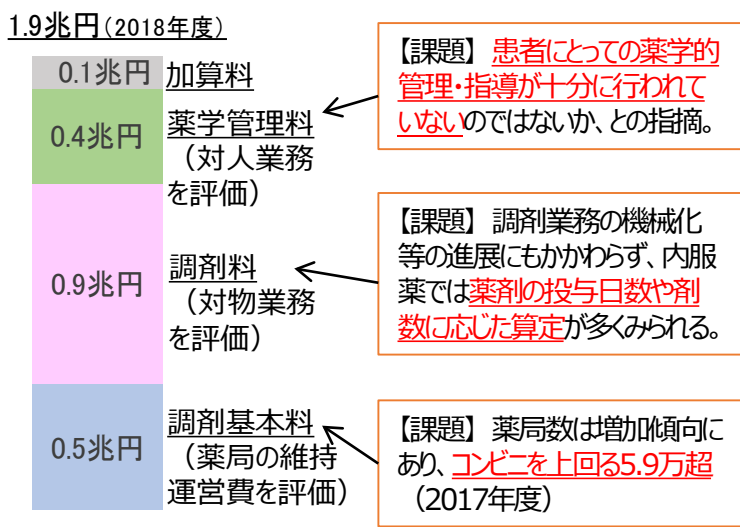 1.9兆円(2018年度)
0.1兆円
加算料
0.4兆円
薬学管理料
(対人業務
を評価)
0.9兆円
調剤料
(対物業務
を評価)
0.5兆円
調剤基本料
(薬局の維持
運営費を評価)
【課題】 患者にとっての薬学的
管理・指導が十分に行われて
いないのではないか、との指摘。
【課題】 調剤業務の機械化
等の進展にもかかわらず、内服
薬では薬剤の投与日数や剤
数に応じた算定が多くみられる。
【課題】 薬局数は増加傾向に
あり、コンビニを上回る5.9万超
(2017年度)